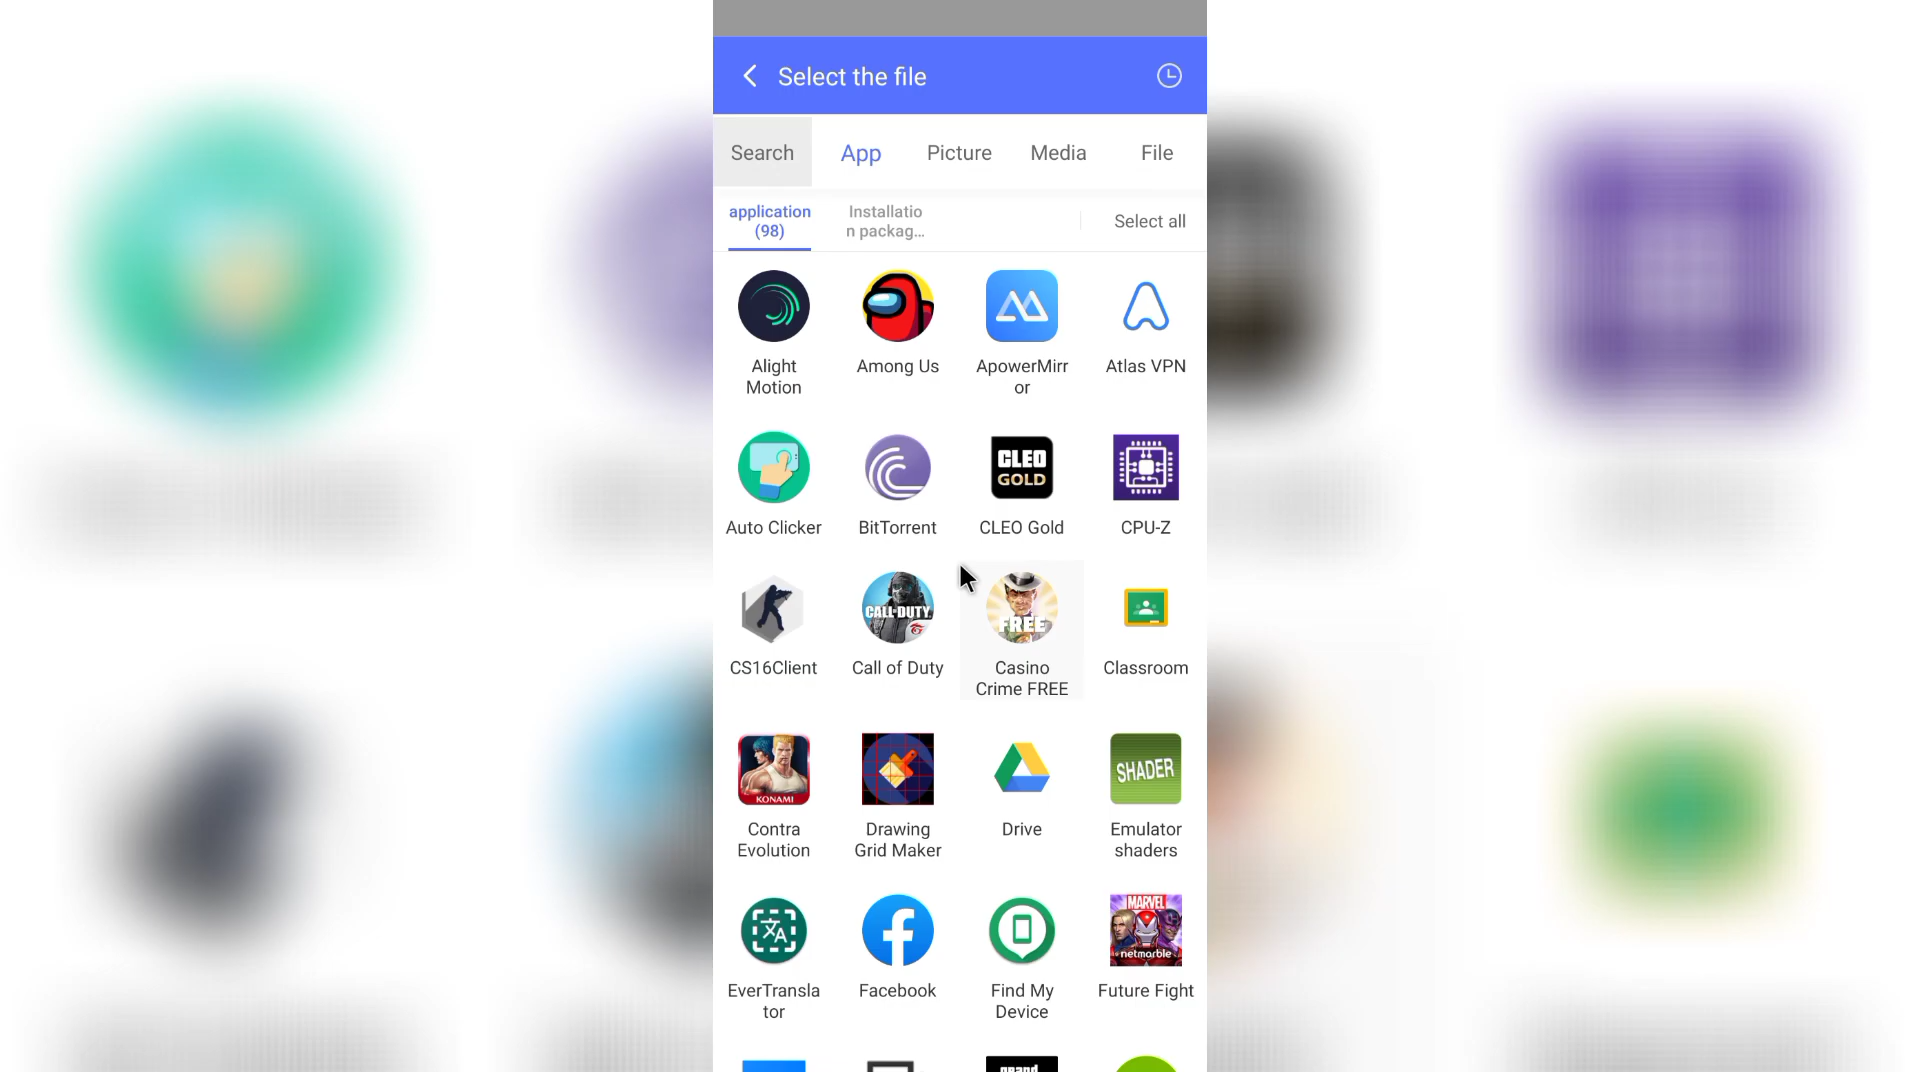 Select the file
Search App Picture Media File
application
(98)
Installatio
n packag...
Select all
Alight
Motion
Among Us
ApowerMirr
or
Atlas VPN
CLEO
GOLD
Auto Clicker
BitTorrent
CLEO Gold
CPU-Z
CALL OF DUTY
FREE
CS16Client
Call of Duty
Casino
Crime FREE
Classroom
KONAMI
SHADER
Contra
Evolution
Drawing
Grid Maker
Drive
Emulator
shaders
MARVEL
netmarble
EverTransla
tor
Facebook
Find My
Device
Future Fight